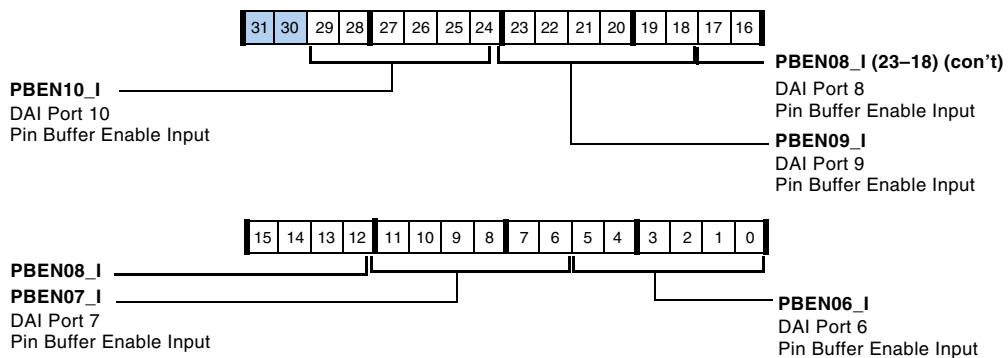 31 30 29 28 27 26 25 24 23 22 21 20 19 18 17 16
PBEN10_I
DAI Port 10
Pin Buffer Enable Input
PBEN08_I (23–18) (con't)
DAI Port 8
Pin Buffer Enable Input
PBEN09_I
DAI Port 9
Pin Buffer Enable Input
15 14 13 12 11 10 9 8 7 6 5 4 3 2 1 0
PBEN08_I
PBEN07_I
DAI Port 7
Pin Buffer Enable Input
PBEN06_I
DAI Port 6
Pin Buffer Enable Input